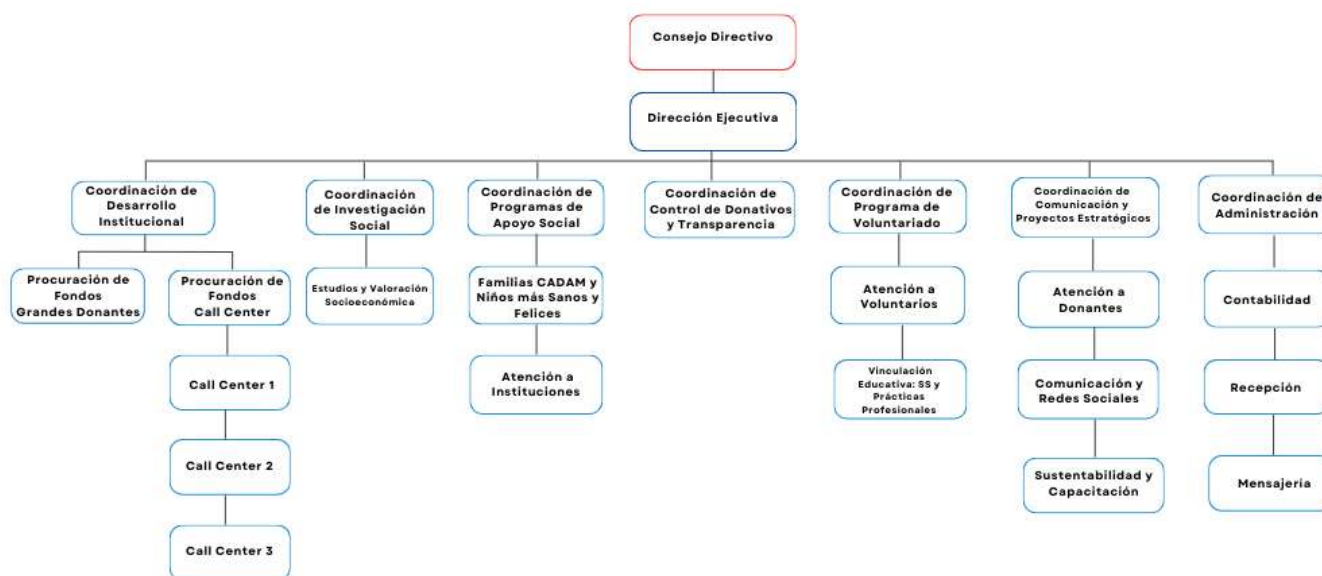 Consejo Directivo
Dirección Ejecutiva
Coordinación de
Desarrollo
Institucional
Coordinación
de Investigación
Social
Coordinación de
Programas de
Apoyo Social
Coordinación de
Control de Donativos
y Transparencia
Coordinación de
Programa de
Voluntariado
Coordinación de
Comunicación y
Proyectos Estratégicos
Coordinación de
Administración
Procuración de
Fondos
Grandes Donantes
Procuración de
Fondos
Call Center
Estudios y Valoración
Socioeconómica
Familias CADAM y
Niños más Sanos y
Felices
Atención a
Voluntarios
Atención a
Donantes
Contabilidad
Call Center 1
Atención a
Instituciones
Vinculación
Educativa: SS y
Prácticas
Profesionales
Comunicación y
Redes Sociales
Recepción
Call Center 2
Sustentabilidad y
Capacitación
Mensajería
Call Center 3